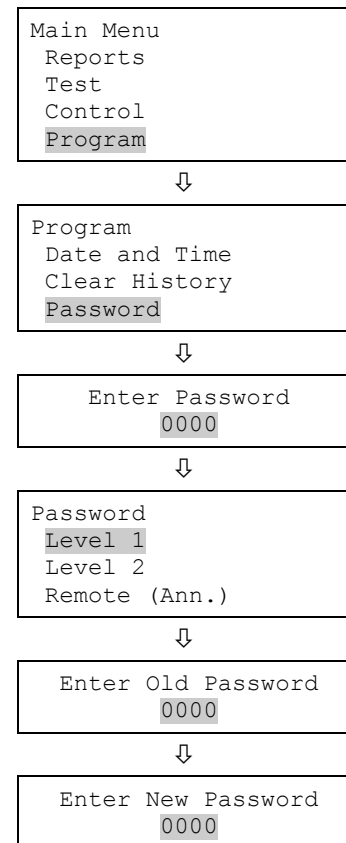 Main Menu
Reports
Test
Control
Program
⇩
Program
Date and Time
Clear History
Password
⇩
Enter Password
0000
⇩
Password
Level 1
Level 2
Remote (Ann.)
⇩
Enter Old Password
0000
⇩
Enter New Password
0000